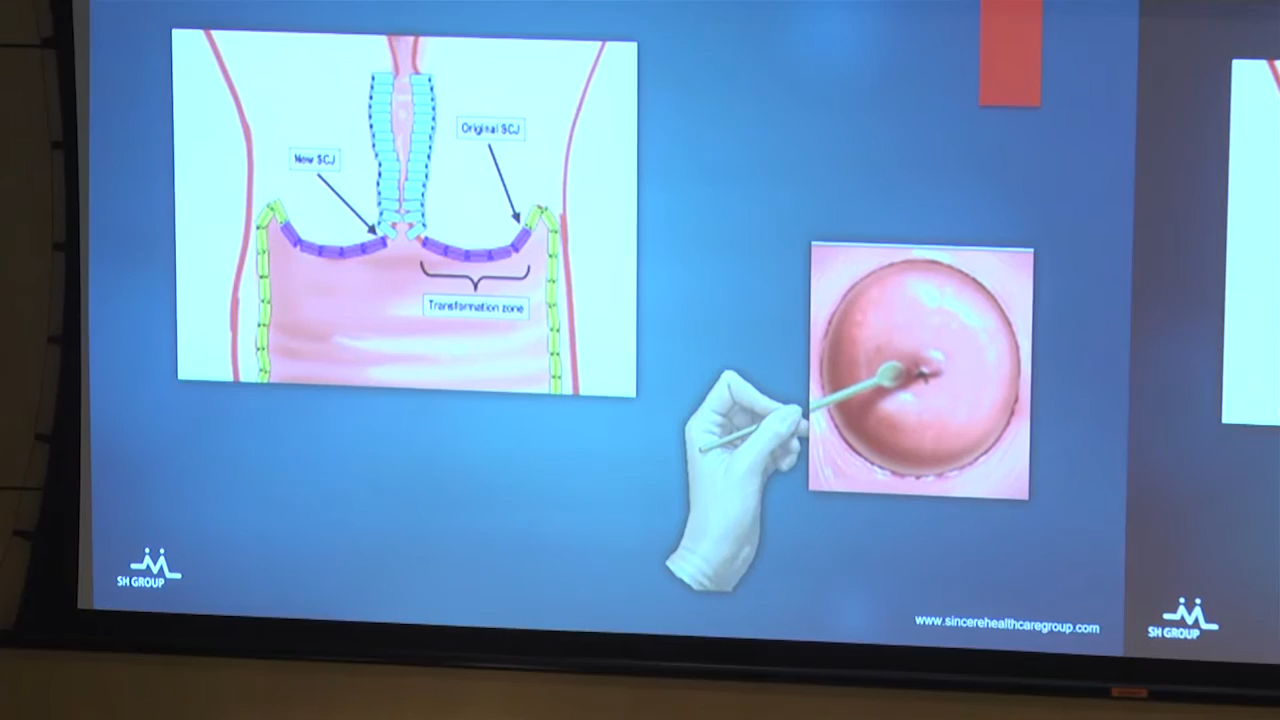 Original SCJ
New SCJ
Transformation zone
SH GROUP
www.sincerehealthcaregroup.com
SH GROUP